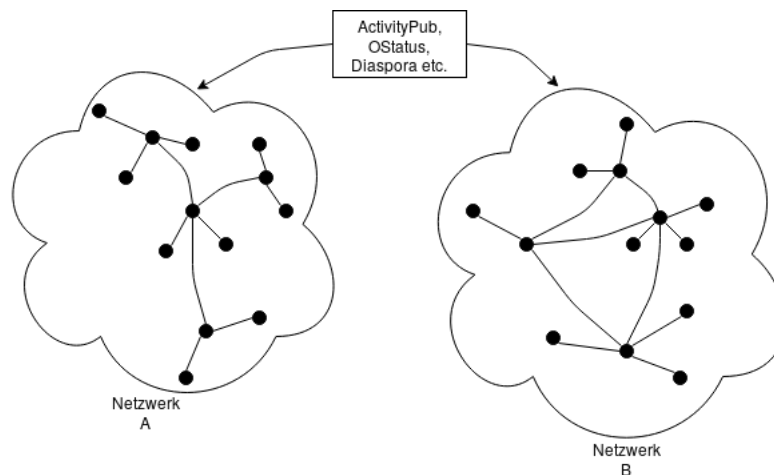 ActivityPub,
OStatus,
Diaspora etc.
Netzwerk
A
Netzwerk
B